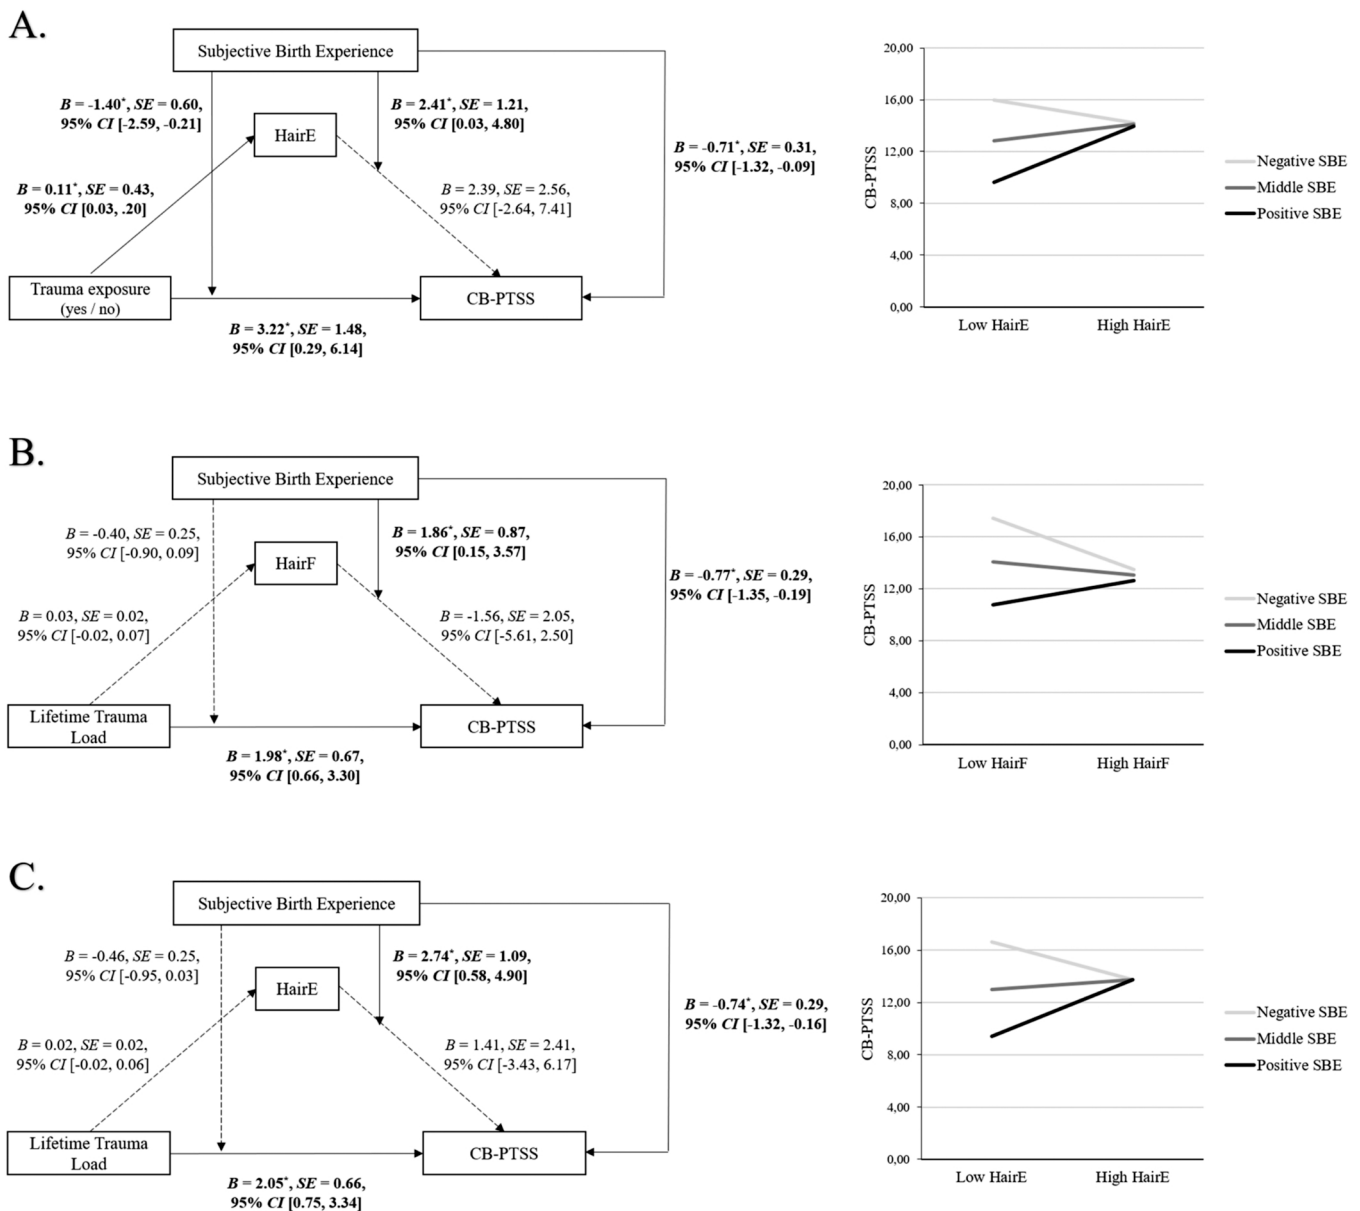 A.
Subjective Birth Experience
B = -1.40*, SE = 0.60,
95% CI [-2.59, -0.21]
HairE
B = 2.41*, SE = 1.21,
95% CI [0.03, 4.80]
B = -0.71*, SE = 0.31,
95% CI [-1.32, -0.09]
B = 0.11*, SE = 0.43,
95% CI [0.03, .20]
B = 2.39, SE = 2.56,
95% CI [-2.64, 7.41]
Trauma exposure
(yes / no)
CB-PTSS
B = 3.22*, SE = 1.48,
95% CI [0.29, 6.14]
20,00
16,00
12,00
8,00
4,00
0,00
CB-PTSS
Low HairE
High HairE
Negative SBE
Middle SBE
Positive SBE
B.
Subjective Birth Experience
B = -0.40, SE = 0.25,
95% CI [-0.90, 0.09]
HairF
B = 1.86*, SE = 0.87,
95% CI [0.15, 3.57]
B = -0.77*, SE = 0.29,
95% CI [-1.35, -0.19]
B = 0.03, SE = 0.02,
95% CI [-0.02, 0.07]
B = -1.56, SE = 2.05,
95% CI [-5.61, 2.50]
Lifetime Trauma
Load
CB-PTSS
B = 1.98*, SE = 0.67,
95% CI [0.66, 3.30]
20,00
16,00
12,00
8,00
4,00
0,00
CB-PTSS
Low HairF
High HairF
Negative SBE
Middle SBE
Positive SBE
C.
Subjective Birth Experience
B = -0.46, SE = 0.25,
95% CI [-0.95, 0.03]
HairE
B = 2.74*, SE = 1.09,
95% CI [0.58, 4.90]
B = -0.74*, SE = 0.29,
95% CI [-1.32, -0.16]
B = 0.02, SE = 0.02,
95% CI [-0.02, 0.06]
B = 1.41, SE = 2.41,
95% CI [-3.43, 6.17]
Lifetime Trauma
Load
CB-PTSS
B = 2.05*, SE = 0.66,
95% CI [0.75, 3.34]
20,00
16,00
12,00
8,00
4,00
0,00
CB-PTSS
Low HairE
High HairE
Negative SBE
Middle SBE
Positive SBE